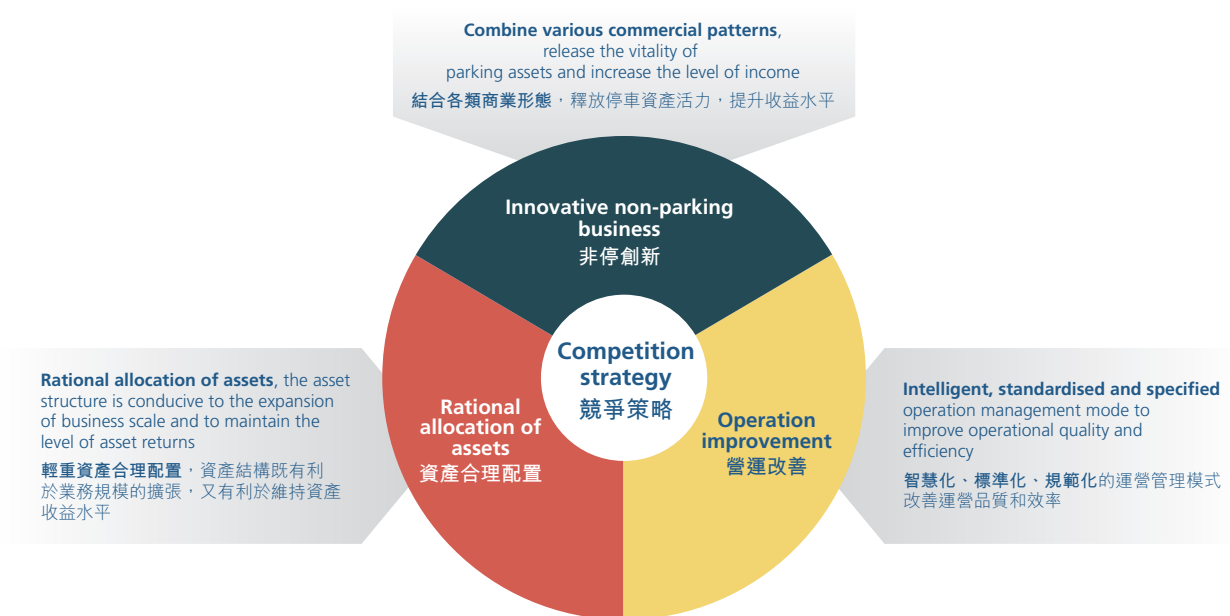 Combine various commercial patterns,
release the vitality of
parking assets and increase the level of income
結合各類商業形態，釋放停車資產活力，提升收益水平
Innovative non-parking
business
非停創新
Competition
strategy
競爭策略
Rational allocation of assets, the asset
structure is conducive to the expansion
of business scale and to maintain the
level of asset returns
輕重資產合理配置，資產結構既有利
於業務規模的擴張，又有利於維持資產
收益水平
Rational
allocation of
assets
資產合理配置
Operation
improvement
營運改善
Intelligent, standardised and specified
operation management mode to
improve operational quality and
efficiency
智慧化、標準化、規範化的運營管理模式
改善運營品質和效率